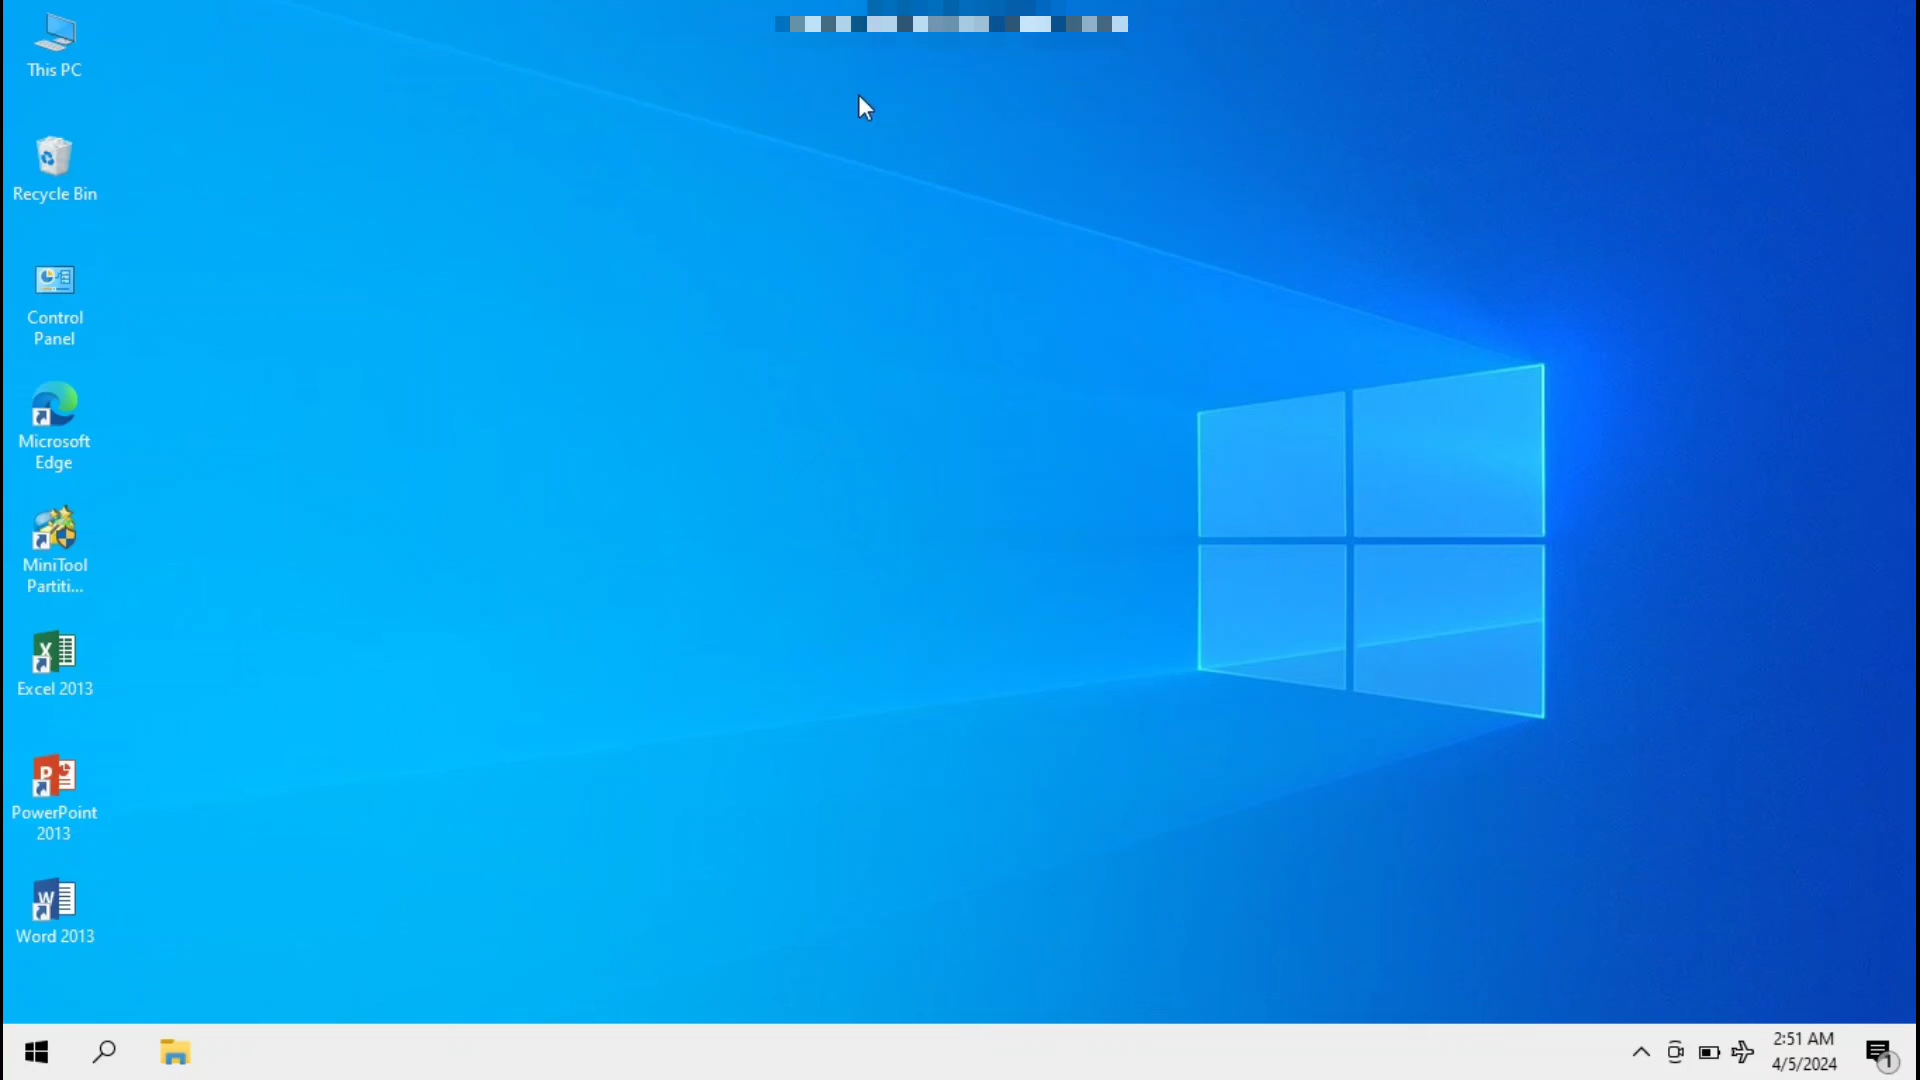 This PC
Recycle Bin
Control
Panel
Microsoft
Edge
MiniTool
Partiti...
Excel 2013
PowerPoint
2013
Word 2013
2:51 AM
4/5/2024
1